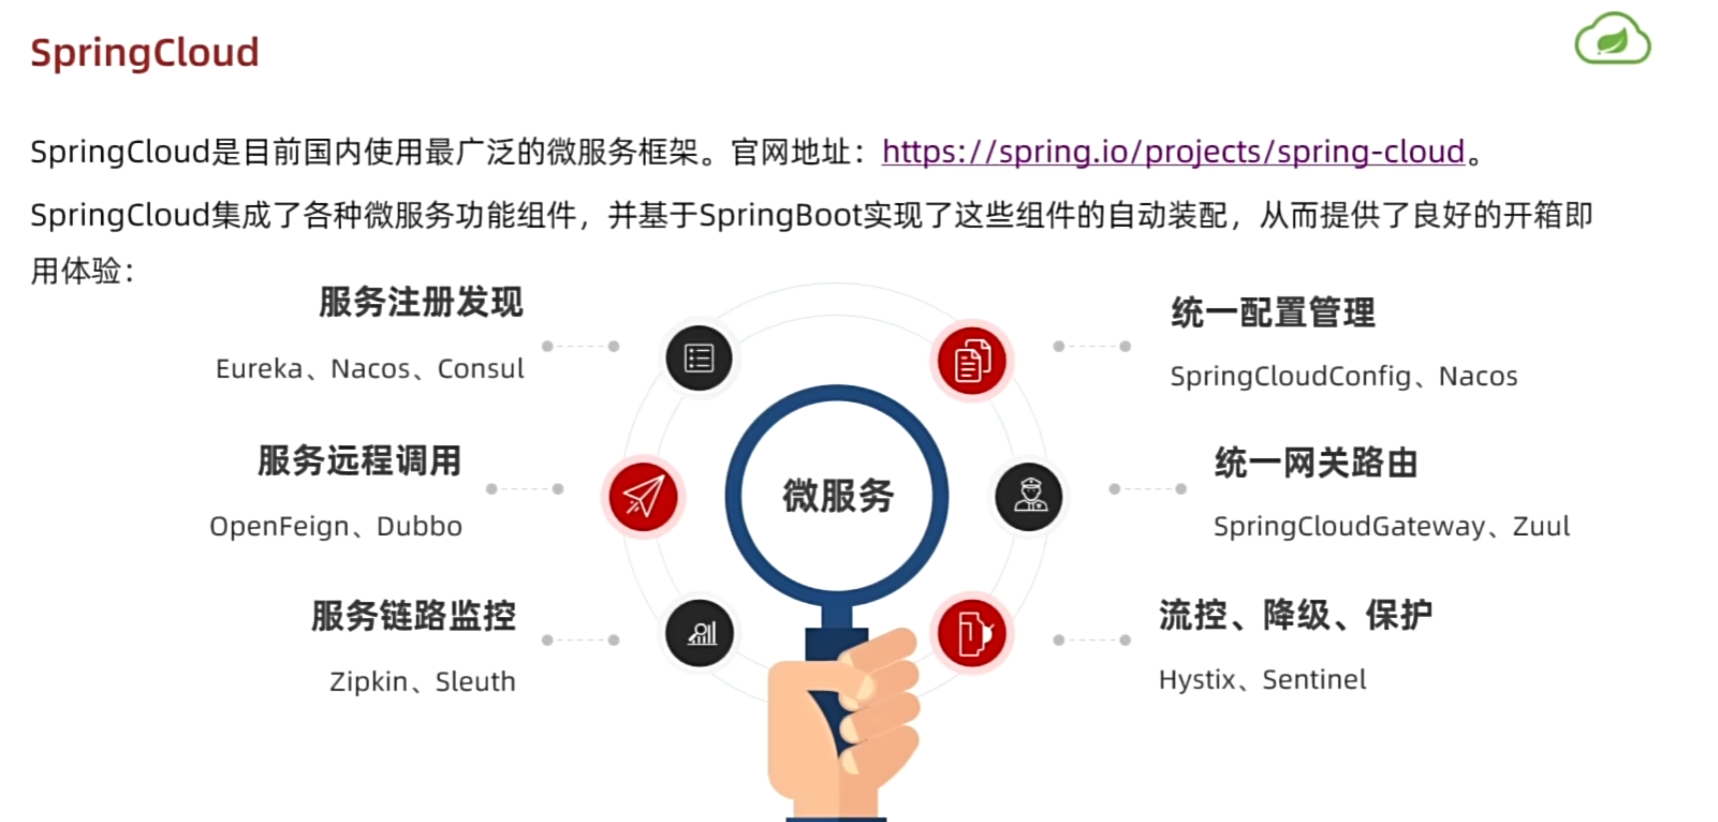 SpringCloud
SpringCloud是目前国内使用最广泛的微服务框架。官网地址：https://spring.io/projects/spring-cloud。
SpringCloud集成了各种微服务功能组件，并基于SpringBoot实现了这些组件的自动装配，从而提供了良好的开箱即
用体验：
服务注册发现
Eureka、Nacos、Consul
统一配置管理
SpringCloudConfig、Nacos
服务远程调用
OpenFeign、Dubbo
微服务
统一网关路由
SpringCloudGateway、Zuul
服务链路监控
Zipkin、Sleuth
流控、降级、保护
Hystix、Sentinel